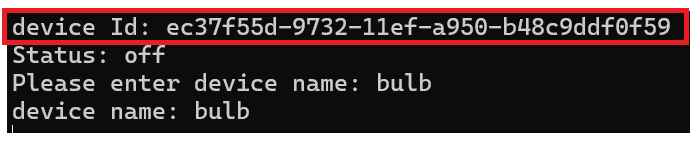 device Id: ec37f55d-9732-11ef-a950-b48c9ddf0f59
Status: off
Please enter device name: bulb
device name: bulb